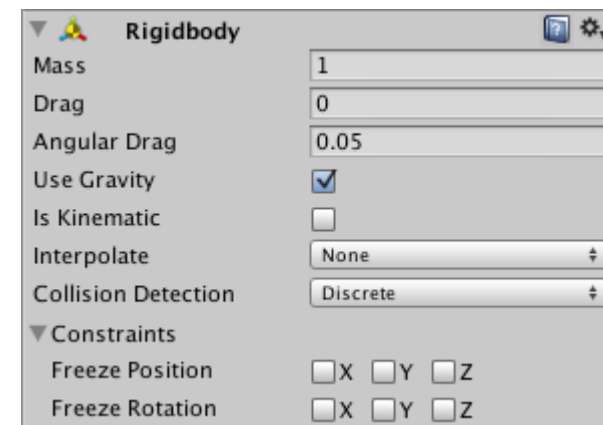 Rigidbody
Mass 1
Drag 0
Angular Drag 0.05
Use Gravity
Is Kinematic
Interpolate None
Collision Detection Discrete
Constraints
Freeze Position X Y Z
Freeze Rotation X Y Z